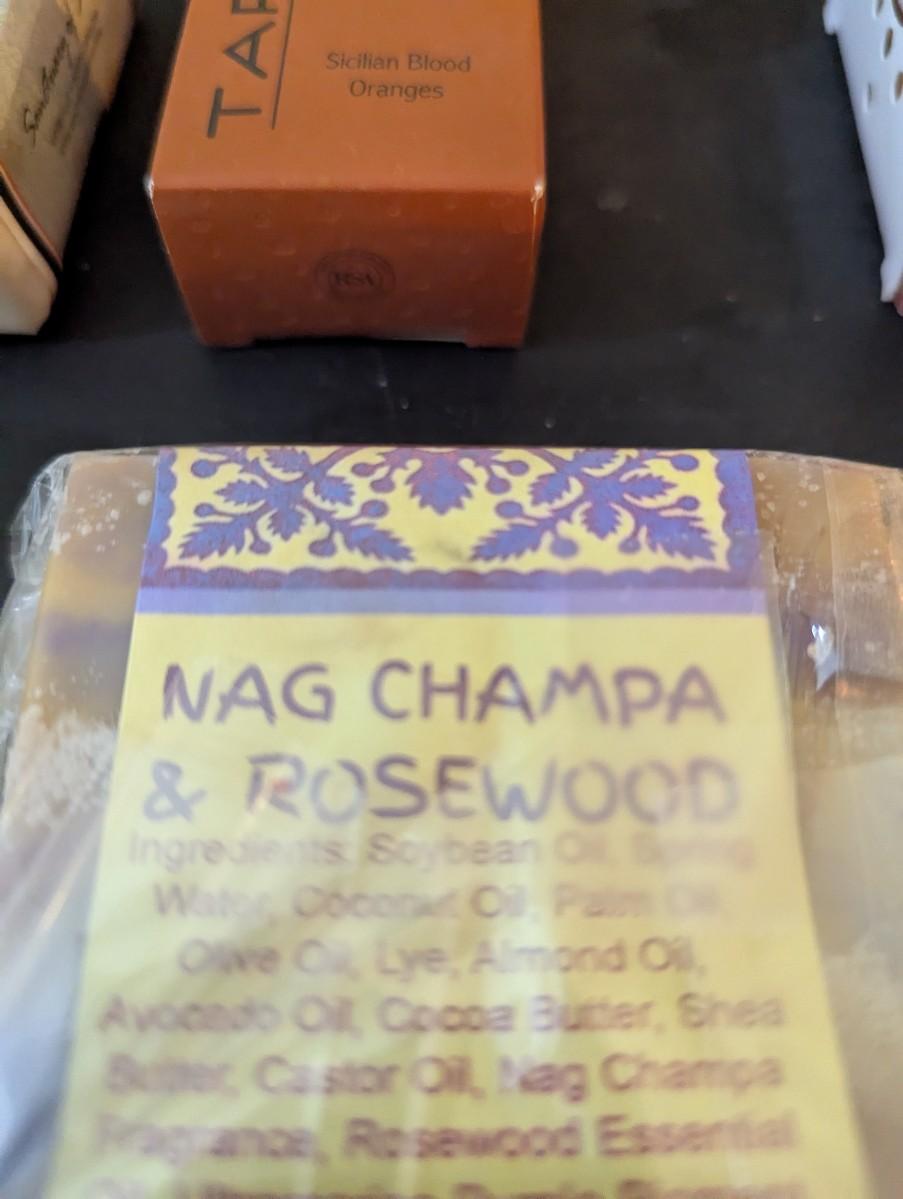 TAR
Sicilian Blood
Oranges
NAG CHAMPA
& ROSEWOOD
Ingredients: Soybean Oil, Spring
Water, Coconut Oil, Palm Oil,
Olive Oil, Lye, Almond Oil,
Avocado Oil, Cocoa Butter, Shea
Butter, Castor Oil, Nag Champa
Fragrance, Rosewood Essential